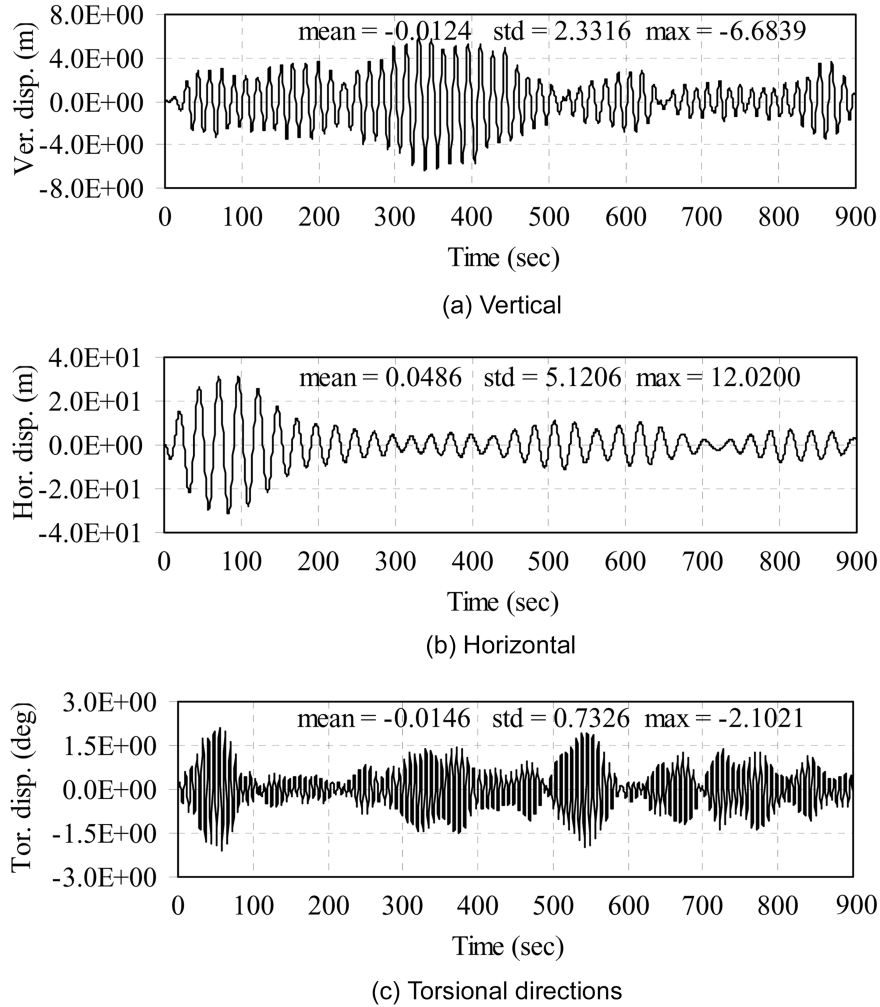 8.0E+00
mean = -0.0124 std = 2.3316 max = -6.6839
4.0E+00
0.0E+00
-4.0E+00
-8.0E+00
Ver. disp. (m)
0 100 200 300 400 500 600 700 800 900
Time (sec)
(a) Vertical
4.0E+01
mean = 0.0486 std = 5.1206 max = 12.0200
2.0E+01
0.0E+00
-2.0E+01
-4.0E+01
Hor. disp. (m)
0 100 200 300 400 500 600 700 800 900
Time (sec)
(b) Horizontal
3.0E+00
mean = -0.0146 std = 0.7326 max = -2.1021
1.5E+00
0.0E+00
-1.5E+00
-3.0E+00
Tor. disp. (deg)
0 100 200 300 400 500 600 700 800 900
Time (sec)
(c) Torsional directions